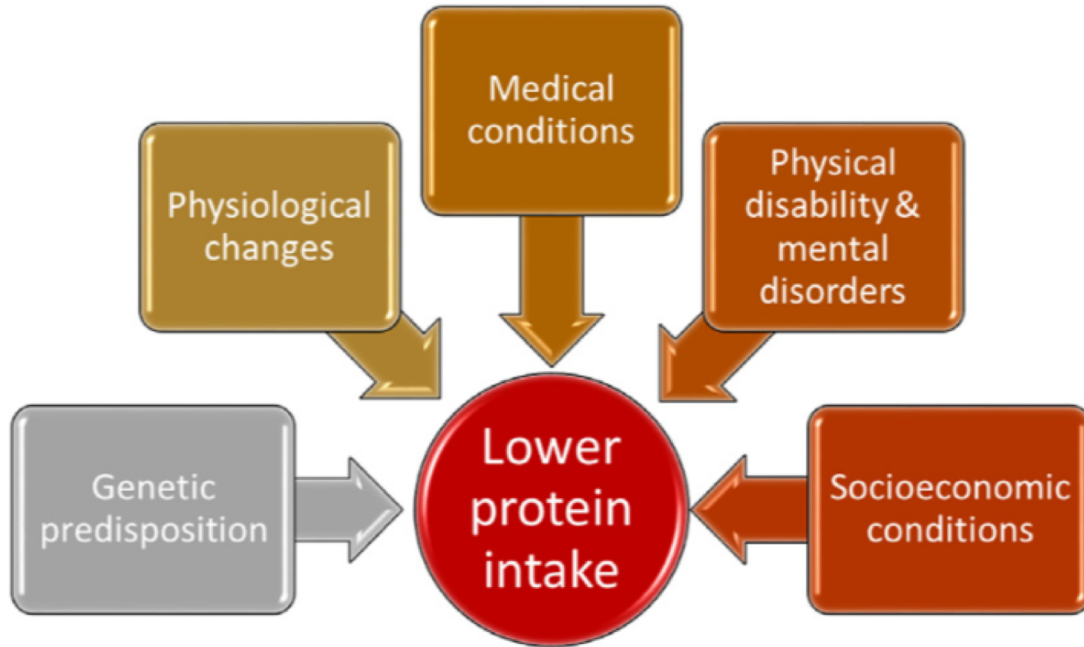 Medical
conditions
Physiological
changes
Physical
disability &
mental
disorders
Genetic
predisposition
Lower
protein
intake
Socioeconomic
conditions